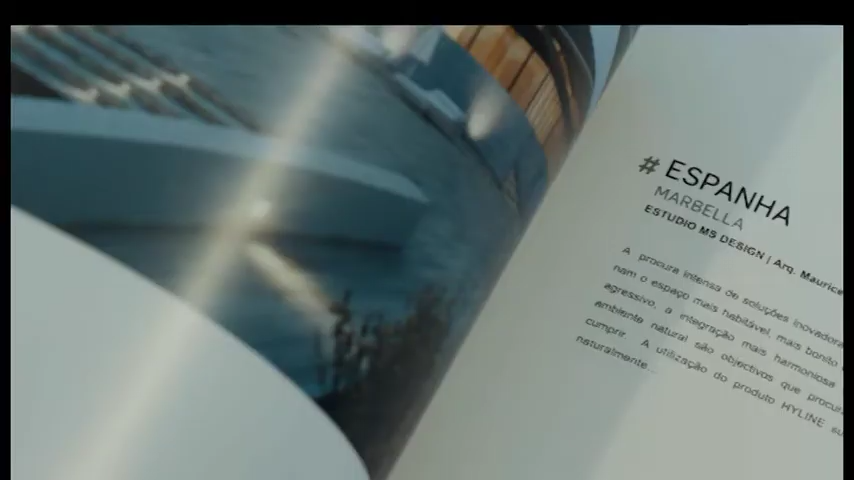 # ESPANHA
MARBELLA
ESTUDIO MS DESIGN | Arq. Maurice
A procura intensa de soluções inovadora
nam o espaço mais habitável, mais bonito
agressivo, a integração mais harmoniosa
ambiente natural são objectivos que procur
cumprir. A utilização do produto HYLINE su
naturalmente...